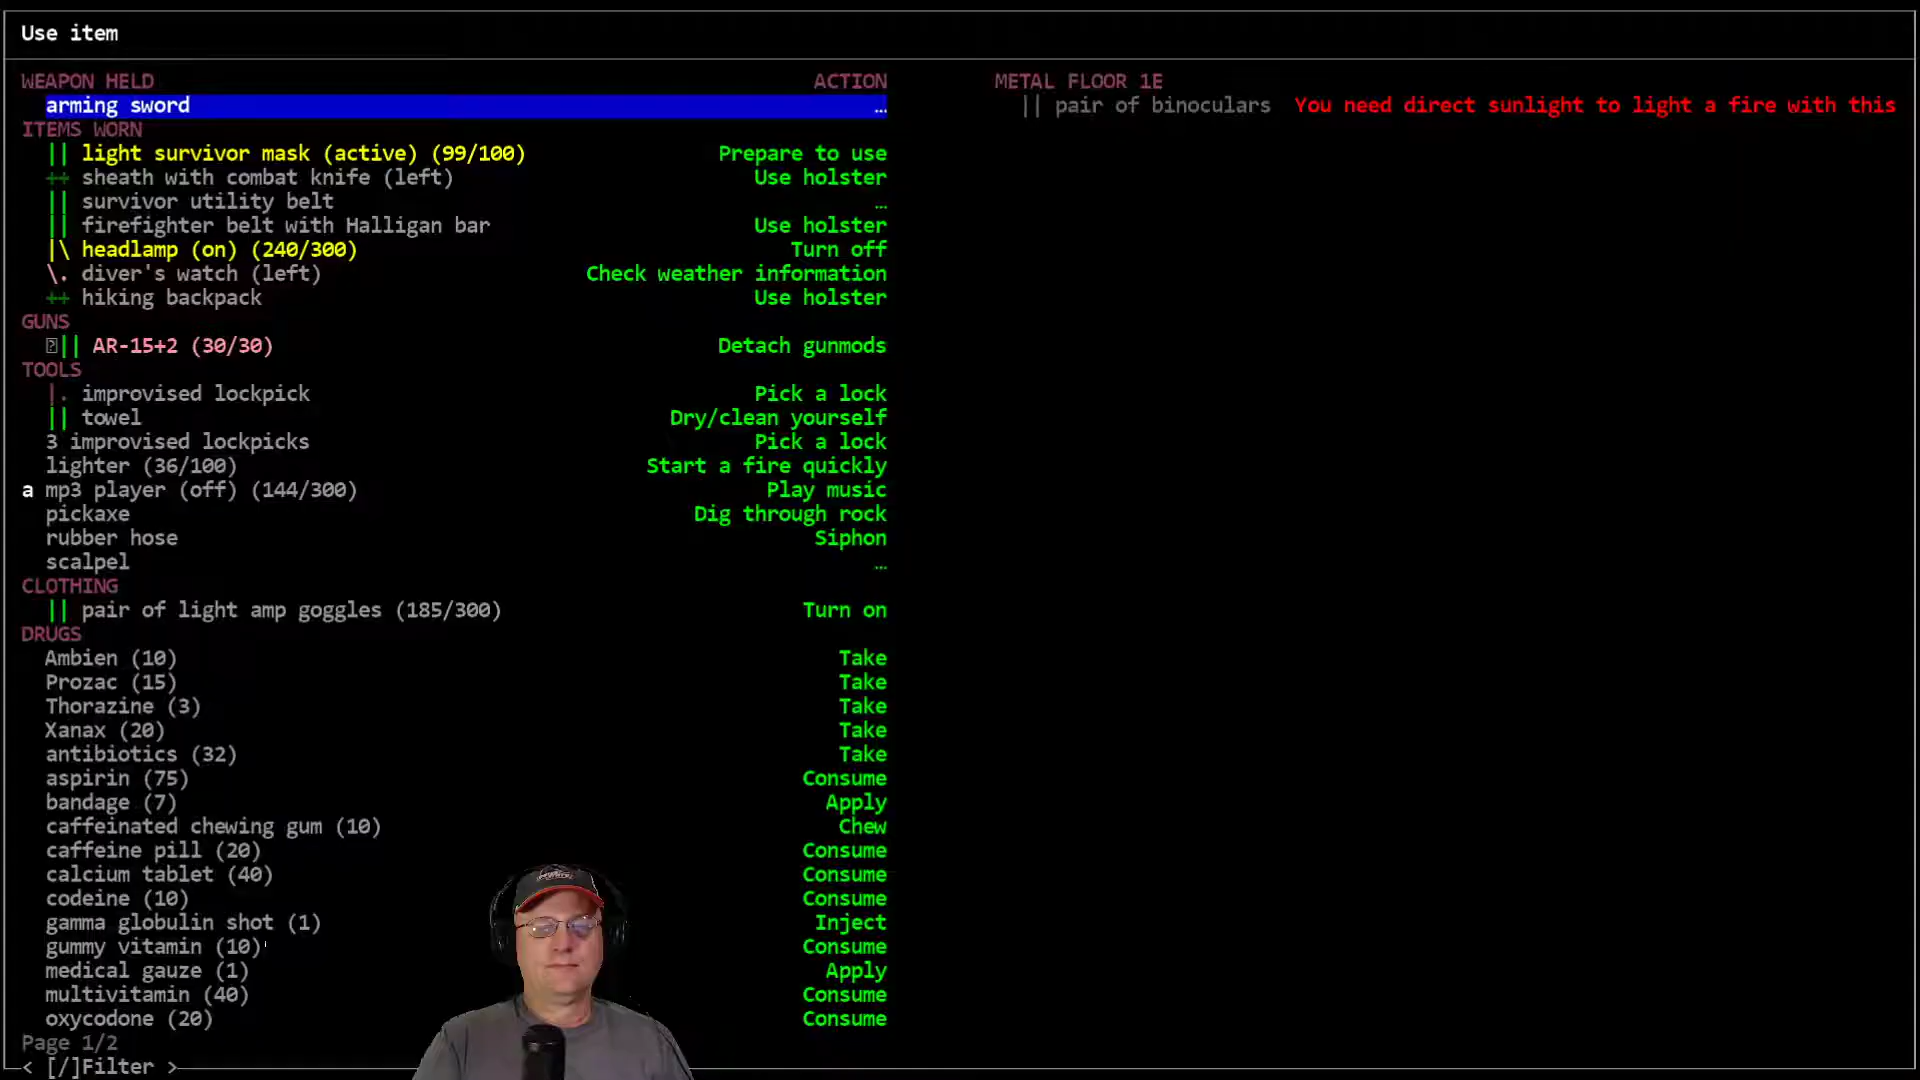 Use item
WEAPON HELD ACTION
arming sword …
ITEMS WORN
|| light survivor mask (active) (99/100) Prepare to use
++ sheath with combat knife (left) Use holster
|| survivor utility belt …
|| firefighter belt with Halligan bar Use holster
|\ headlamp (on) (240/300) Turn off
\. diver's watch (left) Check weather information
++ hiking backpack Use holster
GUNS
|| AR-15+2 (30/30) Detach gunmods
TOOLS
|. improvised lockpick Pick a lock
|| towel Dry/clean yourself
3 improvised lockpicks Pick a lock
lighter (36/100) Start a fire quickly
a mp3 player (off) (144/300) Play music
pickaxe Dig through rock
rubber hose Siphon
scalpel …
CLOTHING
|| pair of light amp goggles (185/300) Turn on
DRUGS
Ambien (10) Take
Prozac (15) Take
Thorazine (3) Take
Xanax (20) Take
antibiotics (32) Take
aspirin (75) Consume
bandage (7) Apply
caffeinated chewing gum (10) Chew
caffeine pill (20) Consume
calcium tablet (40) Consume
codeine (10) Consume
gamma globulin shot (1) Inject
gummy vitamin (10) Consume
medical gauze (1) Apply
multivitamin (40) Consume
oxycodone (20) Consume
Page 1/2
< [/]Filter >
METAL FLOOR 1E
|| pair of binoculars You need direct sunlight to light a fire with this